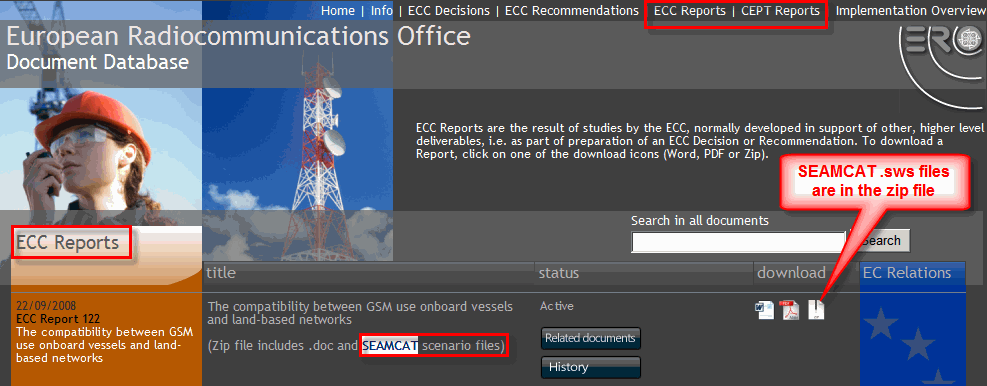 Home | Info | ECC Decisions | ECC Recommendations ECC Reports | CEPT Reports Implementation Overview
European Radiocommunications Office
Document Database
ERO
ECC Reports are the result of studies by the ECC, normally developed in support of other, higher level
deliverables, i.e. as part of preparation of an ECC Decision or Recommendation. To download a
Report, click on one of the download icons (Word, PDF or Zip).
SEAMCAT .sws files
are in the zip file
Search in all documents
Search
ECC Reports
title status download EC Relations
22/09/2008
ECC Report 122
The compatibility between GSM
use onboard vessels and land-
based networks
The compatibility between GSM use onboard vessels
and land-based networks
(Zip file includes .doc and SEAMCAT scenario files)
Active
Related documents
History